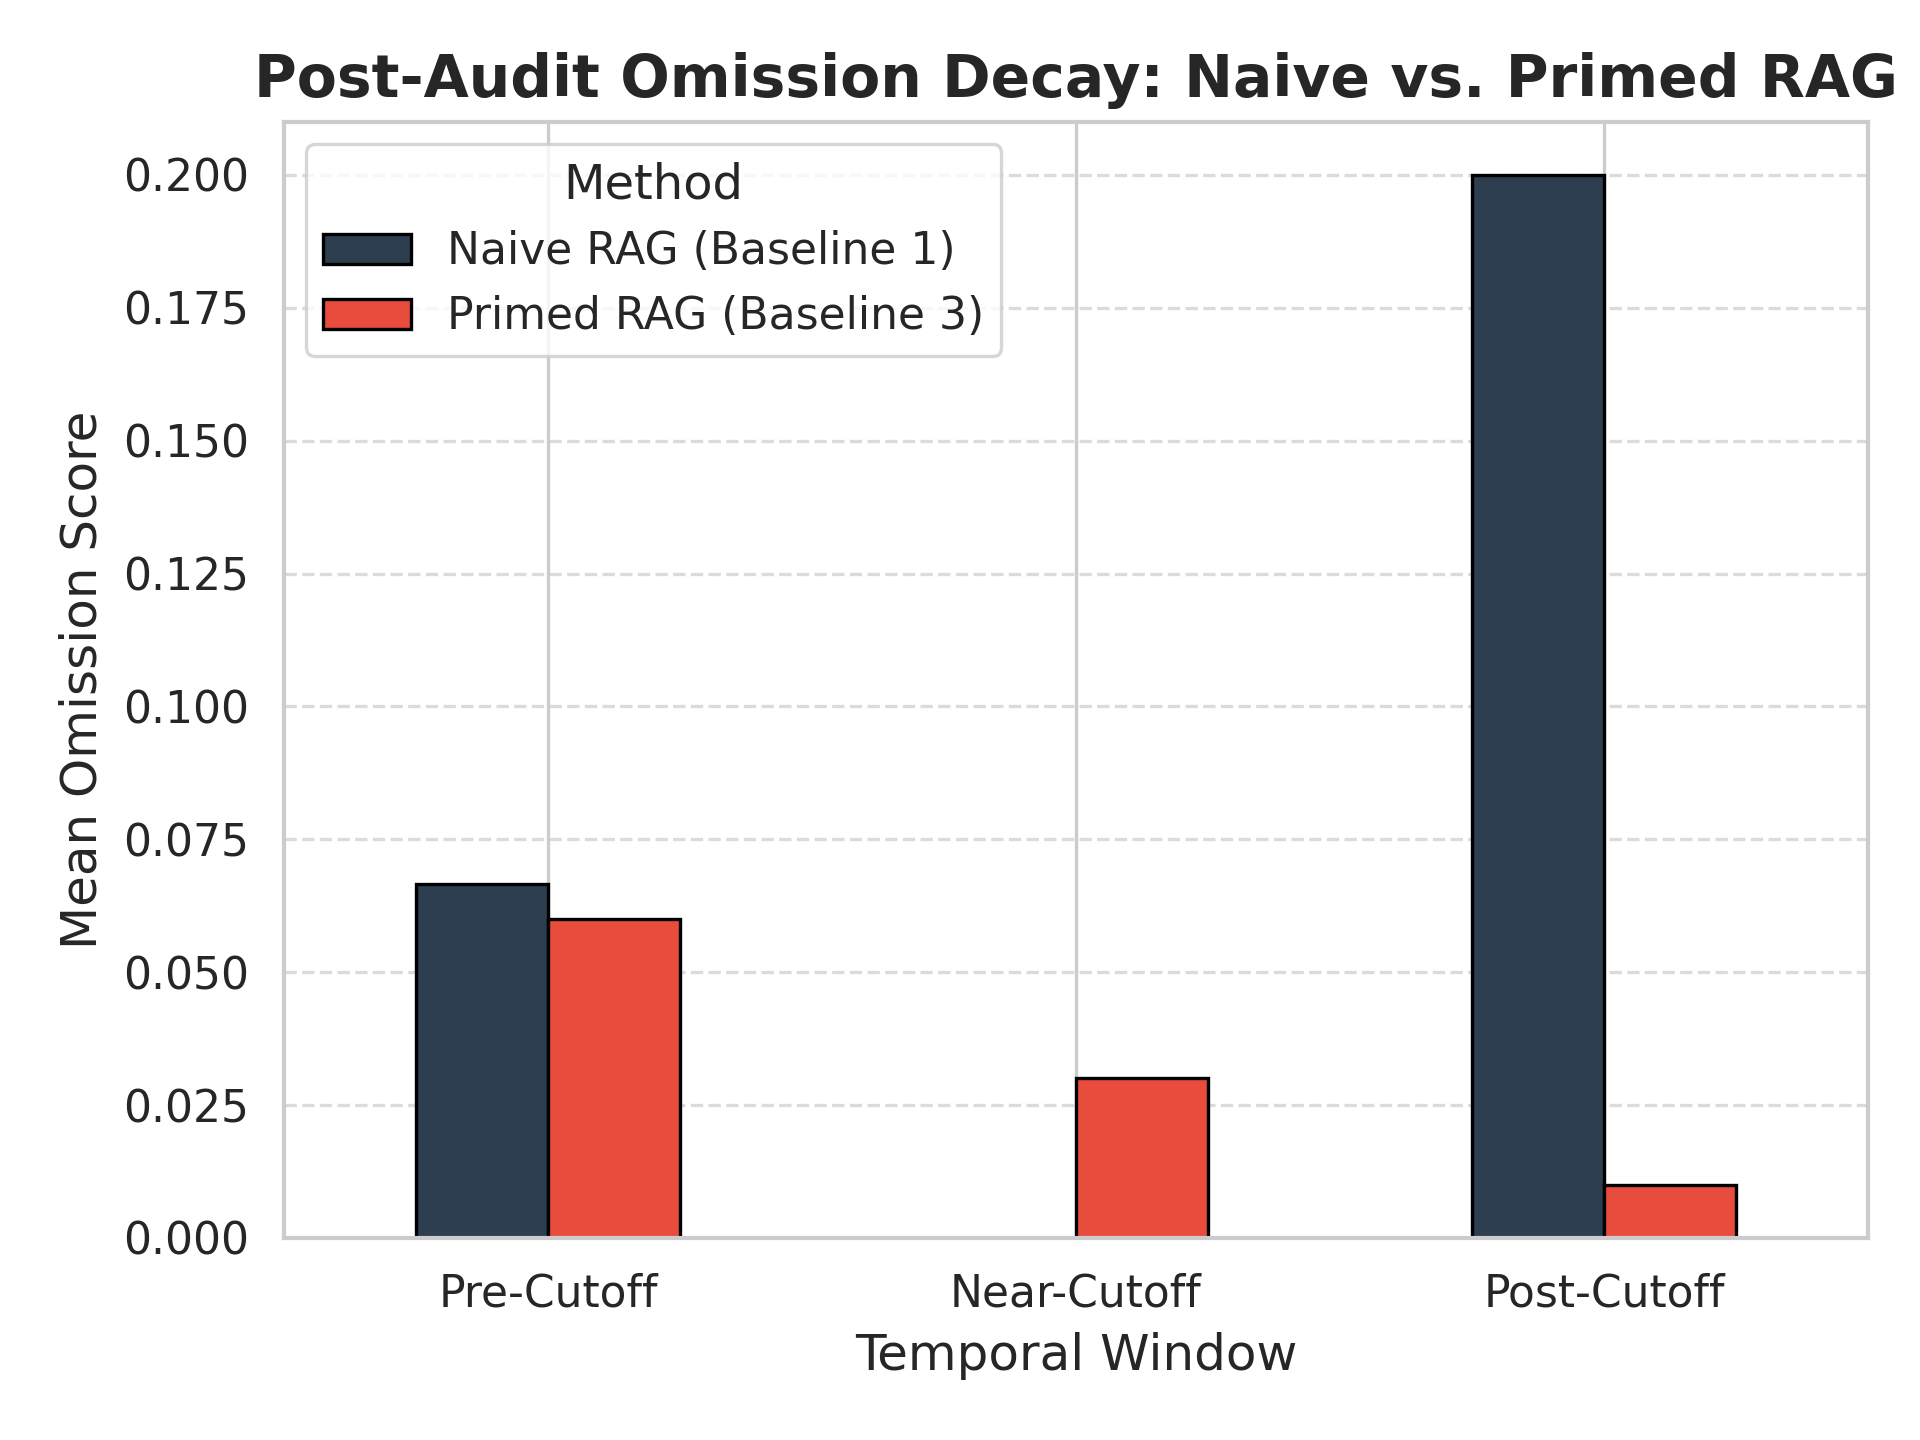 Post-Audit Omission Decay: Naive vs. Primed RAG
Method
Naive RAG (Baseline 1)
Primed RAG (Baseline 3)
Mean Omission Score
0.200
0.175
0.150
0.125
0.100
0.075
0.050
0.025
0.000
Pre-Cutoff
Near-Cutoff
Post-Cutoff
Temporal Window